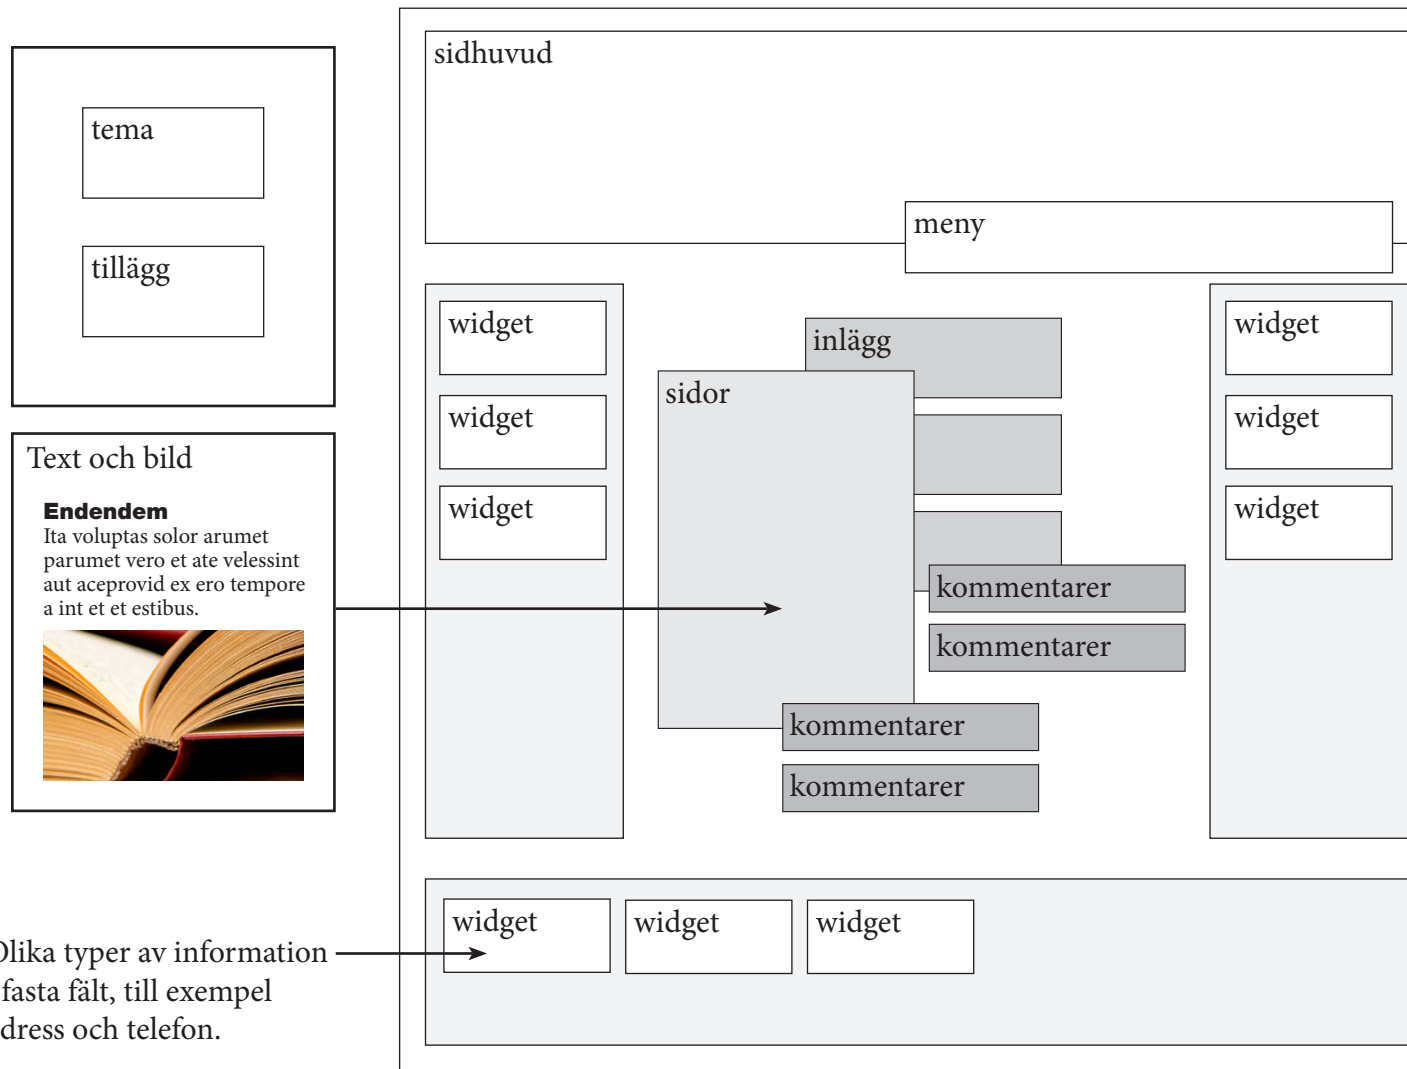 tema
tillägg
Text och bild
Endendem
Ita voluptas solor arumet
parumet vero et ate velessint
aut aceprovid ex ero tempore
a int et et estibus.
Olika typer av information
fasta fält, till exempel
dress och telefon.
sidhuvud
meny
widget
widget
widget
inlägg
sidor
kommentarer
kommentarer
kommentarer
kommentarer
widget
widget
widget
widget
widget
widget